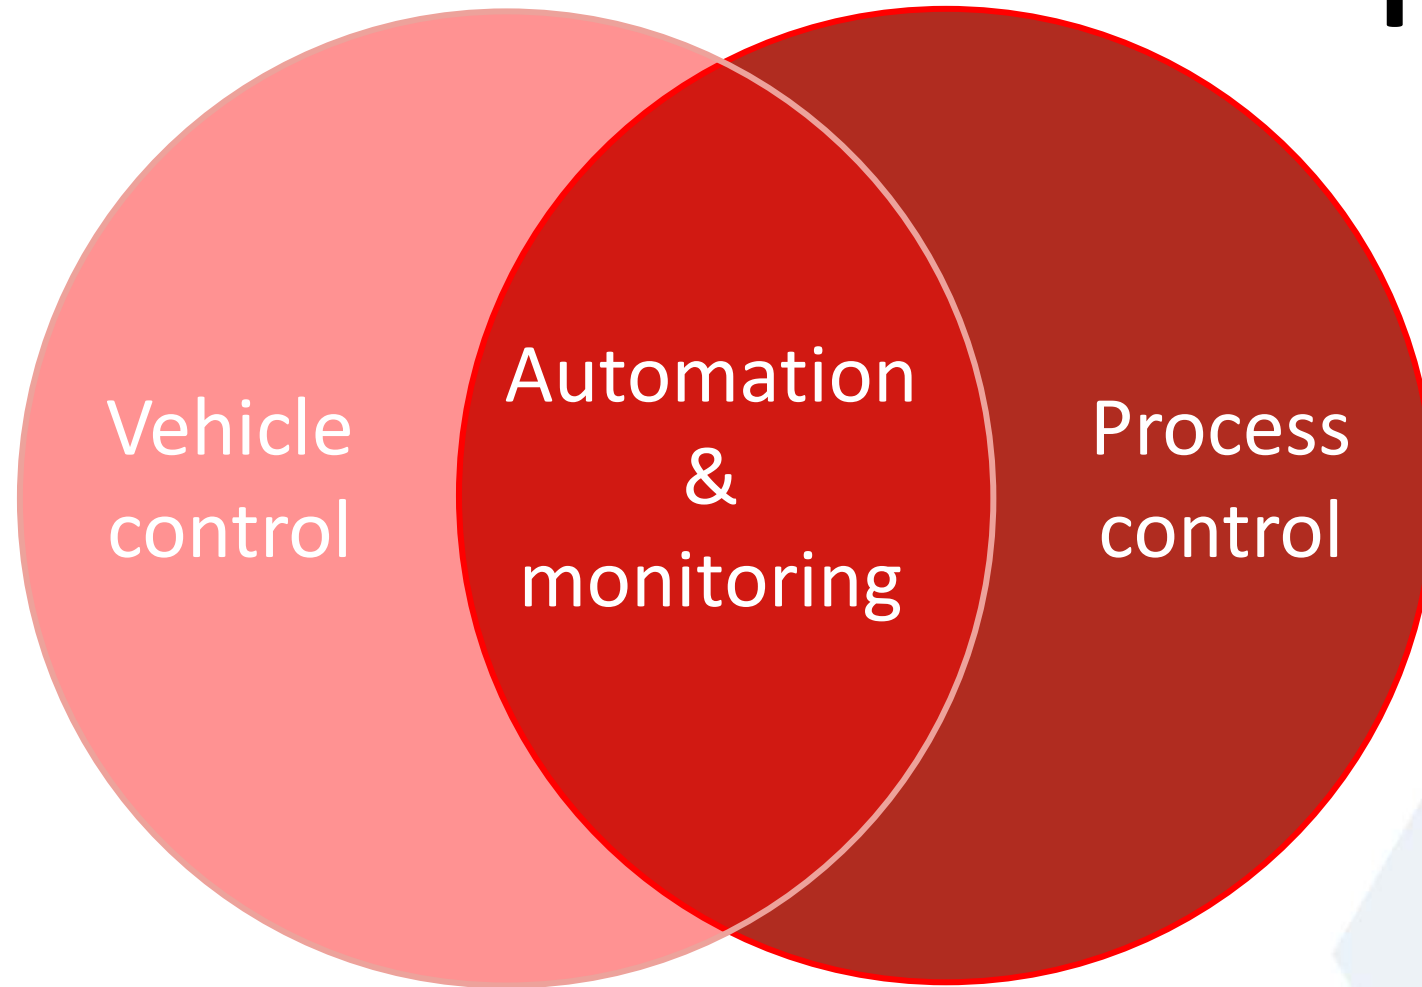 Vehicle
control
Automation
&
monitoring
Process
control